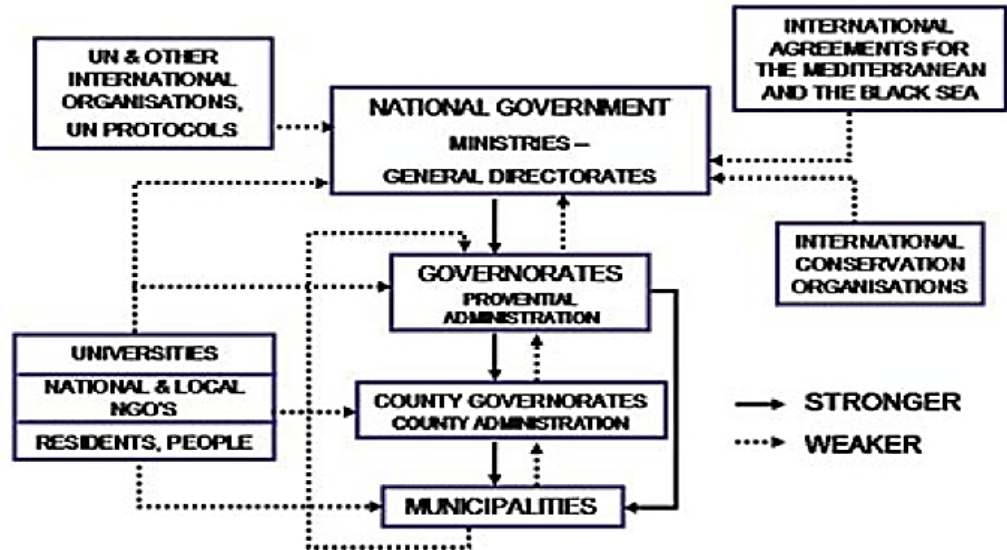 UN & OTHER
INTERNATIONAL
ORGANISATIONS,
UN PROTOCOLS
INTERNATIONAL
AGREEMENTS FOR
THE MEDITERRANEAN
AND THE BLACK SEA
NATIONAL GOVERNMENT
MINISTRIES –
GENERAL DIRECTORATES
INTERNATIONAL
CONSERVATION
ORGANISATIONS
GOVERNORATES
PROVENTIAL
ADMINISTRATION
UNIVERSITIES
NATIONAL & LOCAL
NGO'S
RESIDENTS, PEOPLE
COUNTY GOVERNORATES
COUNTY ADMINISTRATION
MUNICIPALITIES
STRONGER
WEAKER